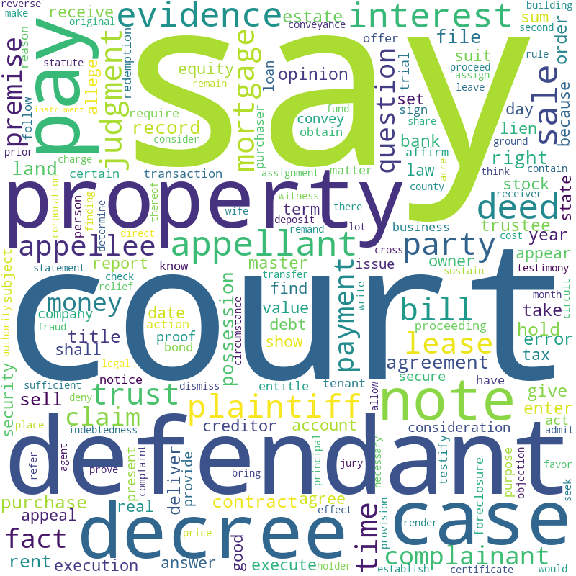 reverse
make
original
receive
evidence
estate
conveyance
interest
building
second
order
reason
statute
follow
pay
premise
allege
judgment
redemption
equity
remain
require
record
consider
mortgage
loan
opinion
offer
sum
file
suit
proceed
assign
leave
rule
because
question
trial
fund
convey
obtain
sign
share
set
day
sale
say
prior
charge
land
certain
transaction
purchaser
assignment
matter
bank
affirm
law
county
lien
right
ground
think
contain
person
finding
determine
thereof
direct
wife
deposit
remand
witness
there
lot
term
business
cost
trustee
receiver
stock
year
state
property
deed
appellee
appellant
party
owner
appear
testimony
statement
report
know
master
transfer
find
write
issue
cross
sustain
circuit
authority
subject
check
relief
company
money
date
action
circumstance
value
show
proceeding
bill
month
take
hold
error
fraud
title
proof
bond
legal
possession
debt
payment
lease
tax
security
shall
court
sell
notice
dismiss
entitle
tenant
agreement
secure
have
sufficient
deny
place
claim
trust
plaintiff
creditor
account
allow
note
consideration
give
enter
act
admit
indebtedness
refer
agent
prove
present
complaint
deliver
provide
bring
principal
jury
necessary
testify
foreclosure
purpose
objection
favor
seek
defendant
purchase
appeal
real
contract
agree
time
provision
render
complainant
fact
decree
case
rent
execution
answer
good
price
effect
execute
holder
establish
certificate
would